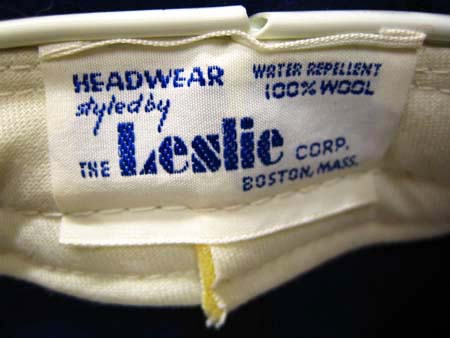 HEADWEAR
styled by
THE Leslie CORP.
BOSTON, MASS.
WATER REPELLENT
100% WOOL